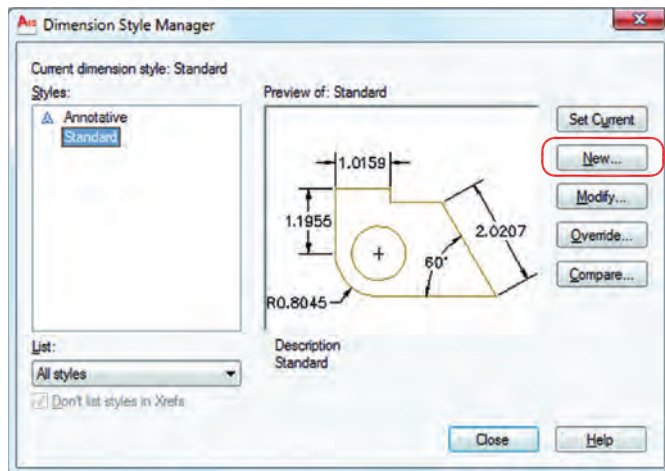 Dimension Style Manager
Current dimension style: Standard
Styles:
Annotative
Standard
Preview of: Standard
1.0159
1.1955
2.0207
60°
R0.8045
Set Current
New...
Modify...
Override...
Compare...
List:
All styles
Don't list styles in Xrefs
Description
Standard
Close
Help